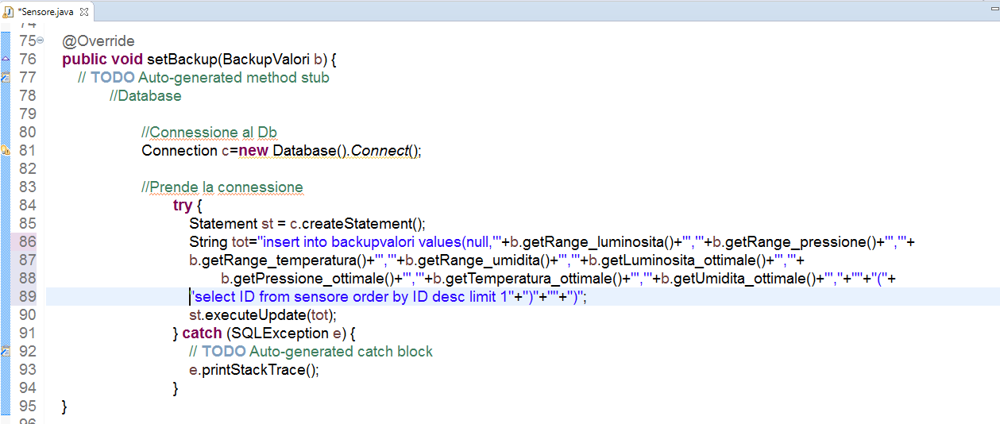 *Sensore.java
74
75 @Override
76 public void setBackup(BackupValori b) {
77 // TODO Auto-generated method stub
78 //Database
79
80 //Connessione al Db
81 Connection c=new Database().Connect();
82
83 //Prende la connessione
84 try {
85 Statement st = c.createStatement();
86 String tot="insert into backupvalori values(null,'"+b.getRange_luminosita()+"','"+b.getRange_pressione()+"','"+
87 b.getRange_temperatura()+"','"+b.getRange_umidita()+"','"+b.getLuminosita_ottimale()+"','"+
88 b.getPressione_ottimale()+"','"+b.getTemperatura_ottimale()+"','"+b.getUmidita_ottimale()+"',"+""+"("+
89 "select ID from sensore order by ID desc limit 1"+")"+""+")";
90 st.executeUpdate(tot);
91 } catch (SQLException e) {
92 // TODO Auto-generated catch block
93 e.printStackTrace();
94 }
95 }
96